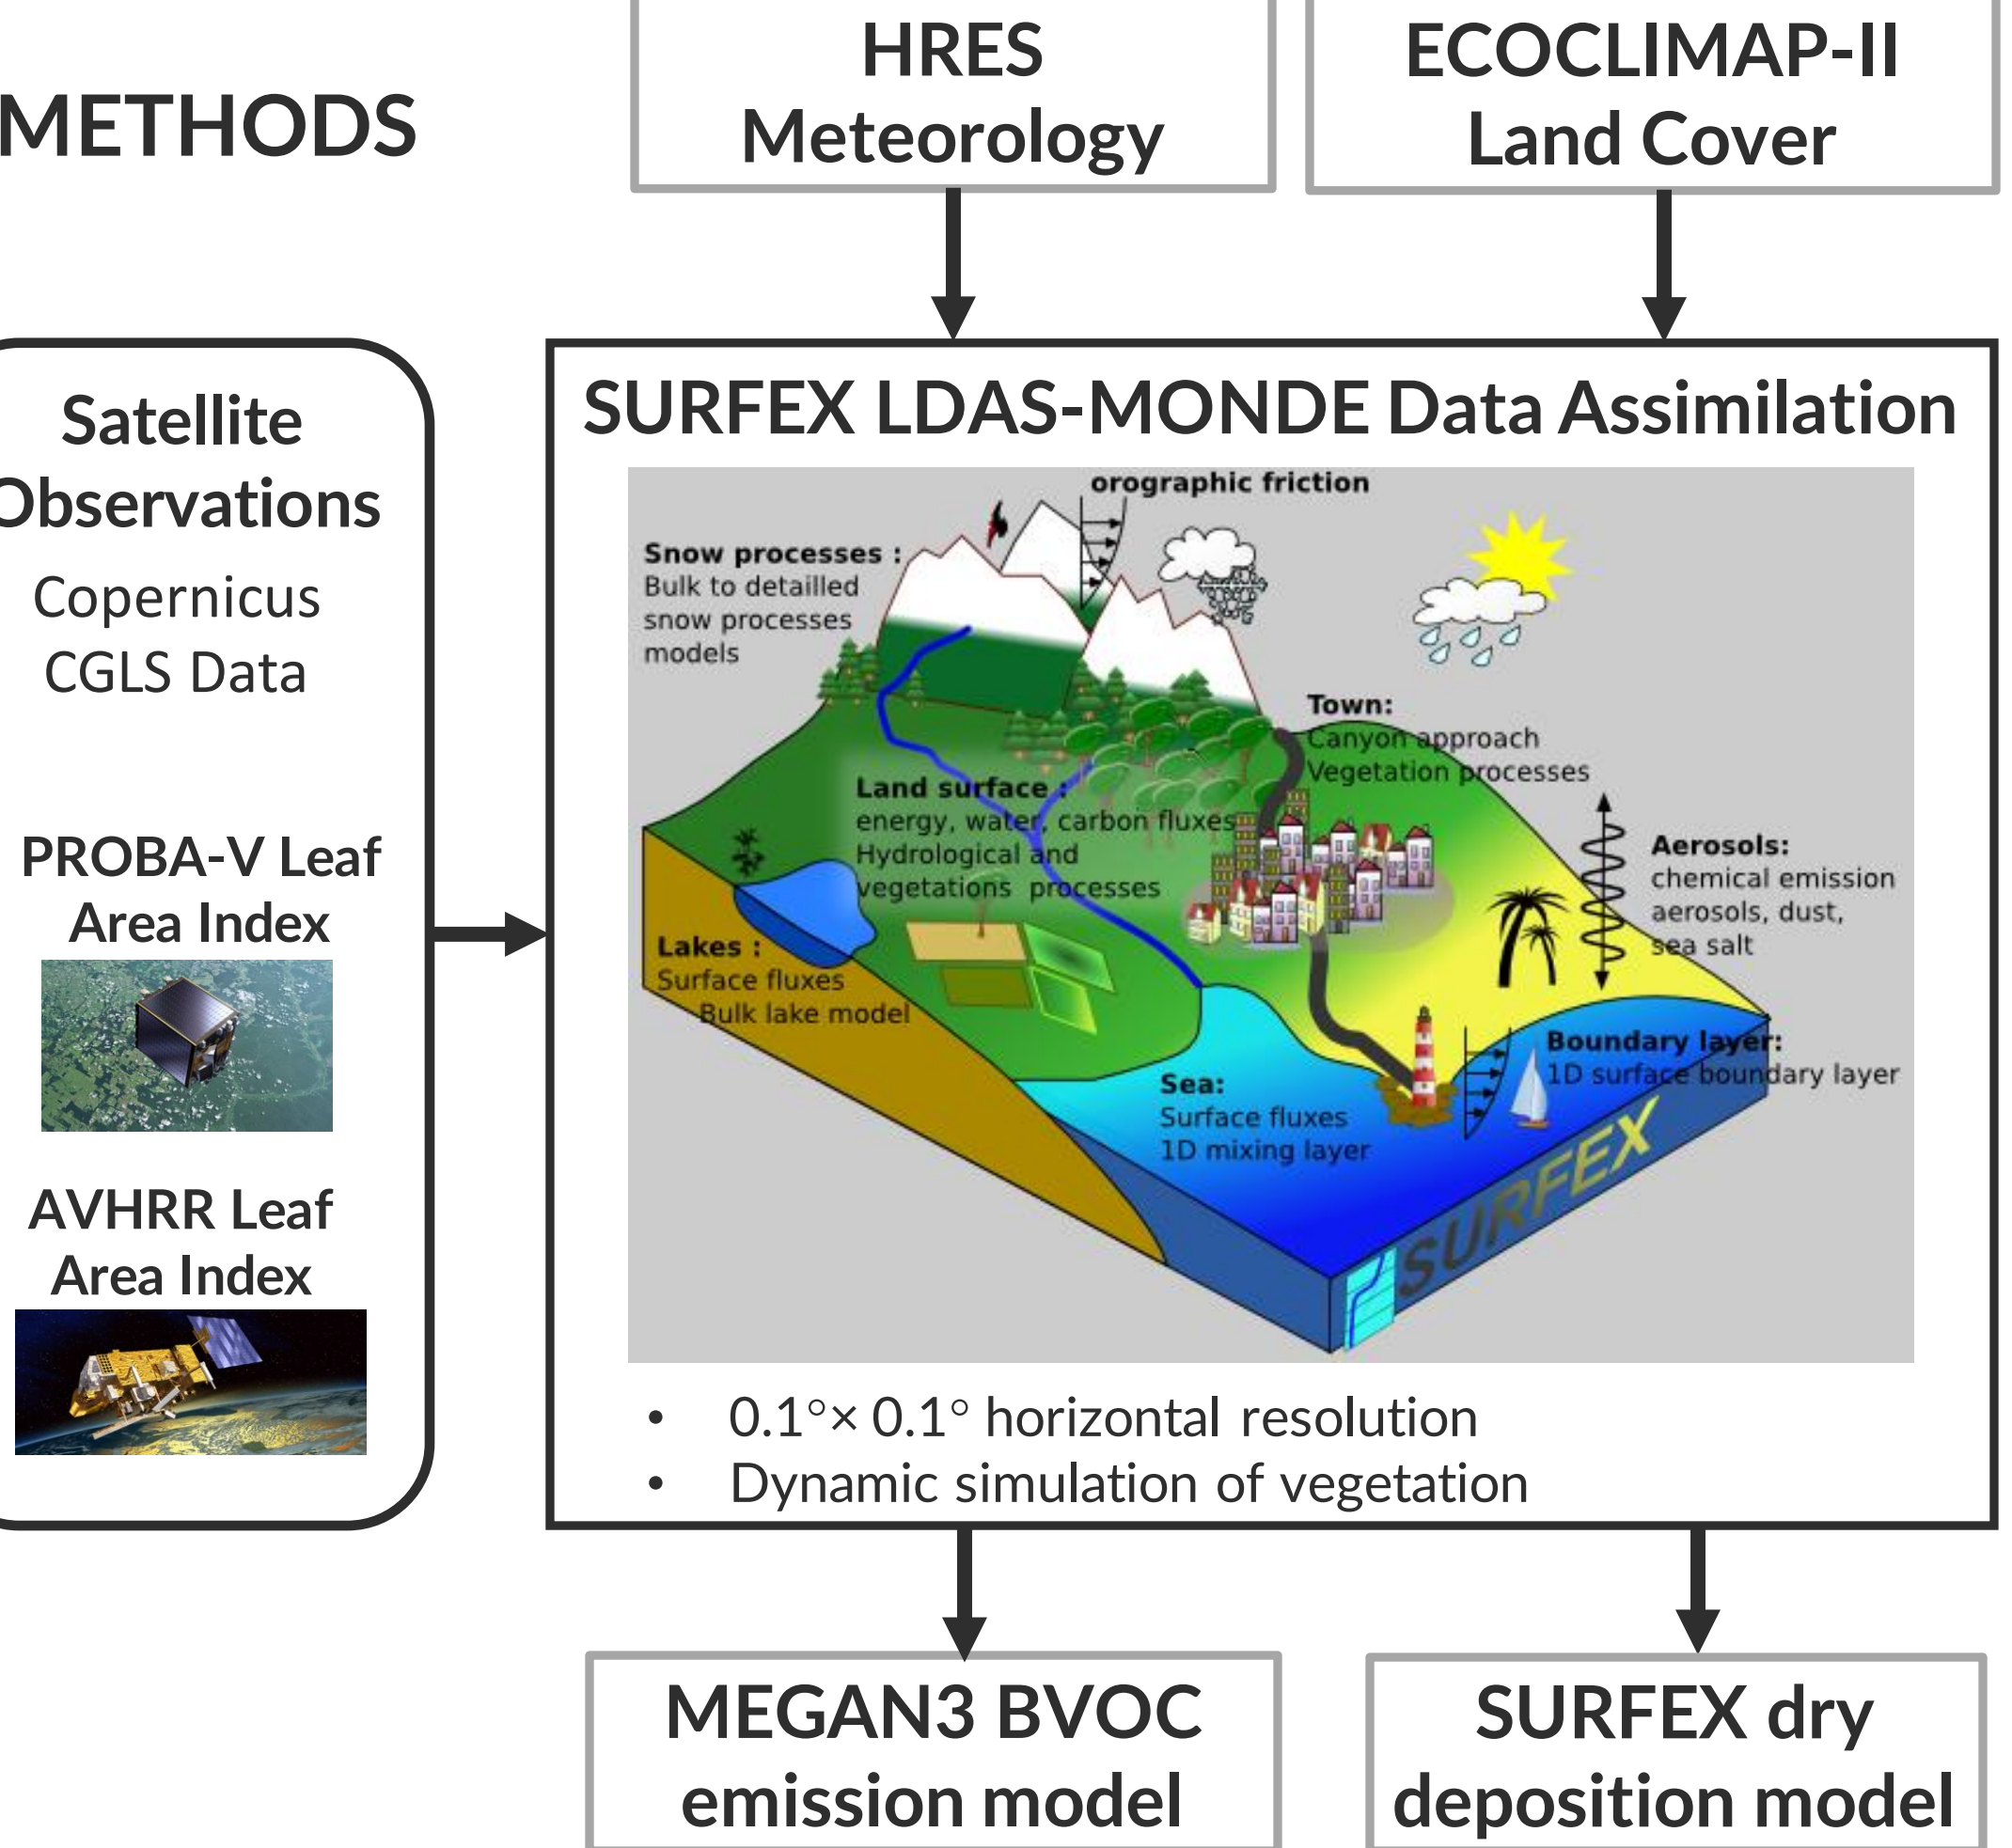 METHODS
HRES
Meteorology
ECOCLIMAP-II
Land Cover
Satellite
Observations
Copernicus
CGLS Data
PROBA-V Leaf
Area Index
AVHRR Leaf
Area Index
SURFEX LDAS-MONDE Data Assimilation
orographic friction
Snow processes :
Bulk to detailled
snow processes
models
Town:
Canyon approach
Vegetation processes
Land surface :
energy, water, carbon fluxes
Hydrological and
vegetations processes
Aerosols:
chemical emission
aerosols, dust,
sea salt
Lakes :
Surface fluxes
Bulk lake model
Boundary layer:
1D surface boundary layer
Sea:
Surface fluxes
1D mixing layer
SURFEX
• 0.1°× 0.1° horizontal resolution
• Dynamic simulation of vegetation
MEGAN3 BVOC
emission model
SURFEX dry
deposition model